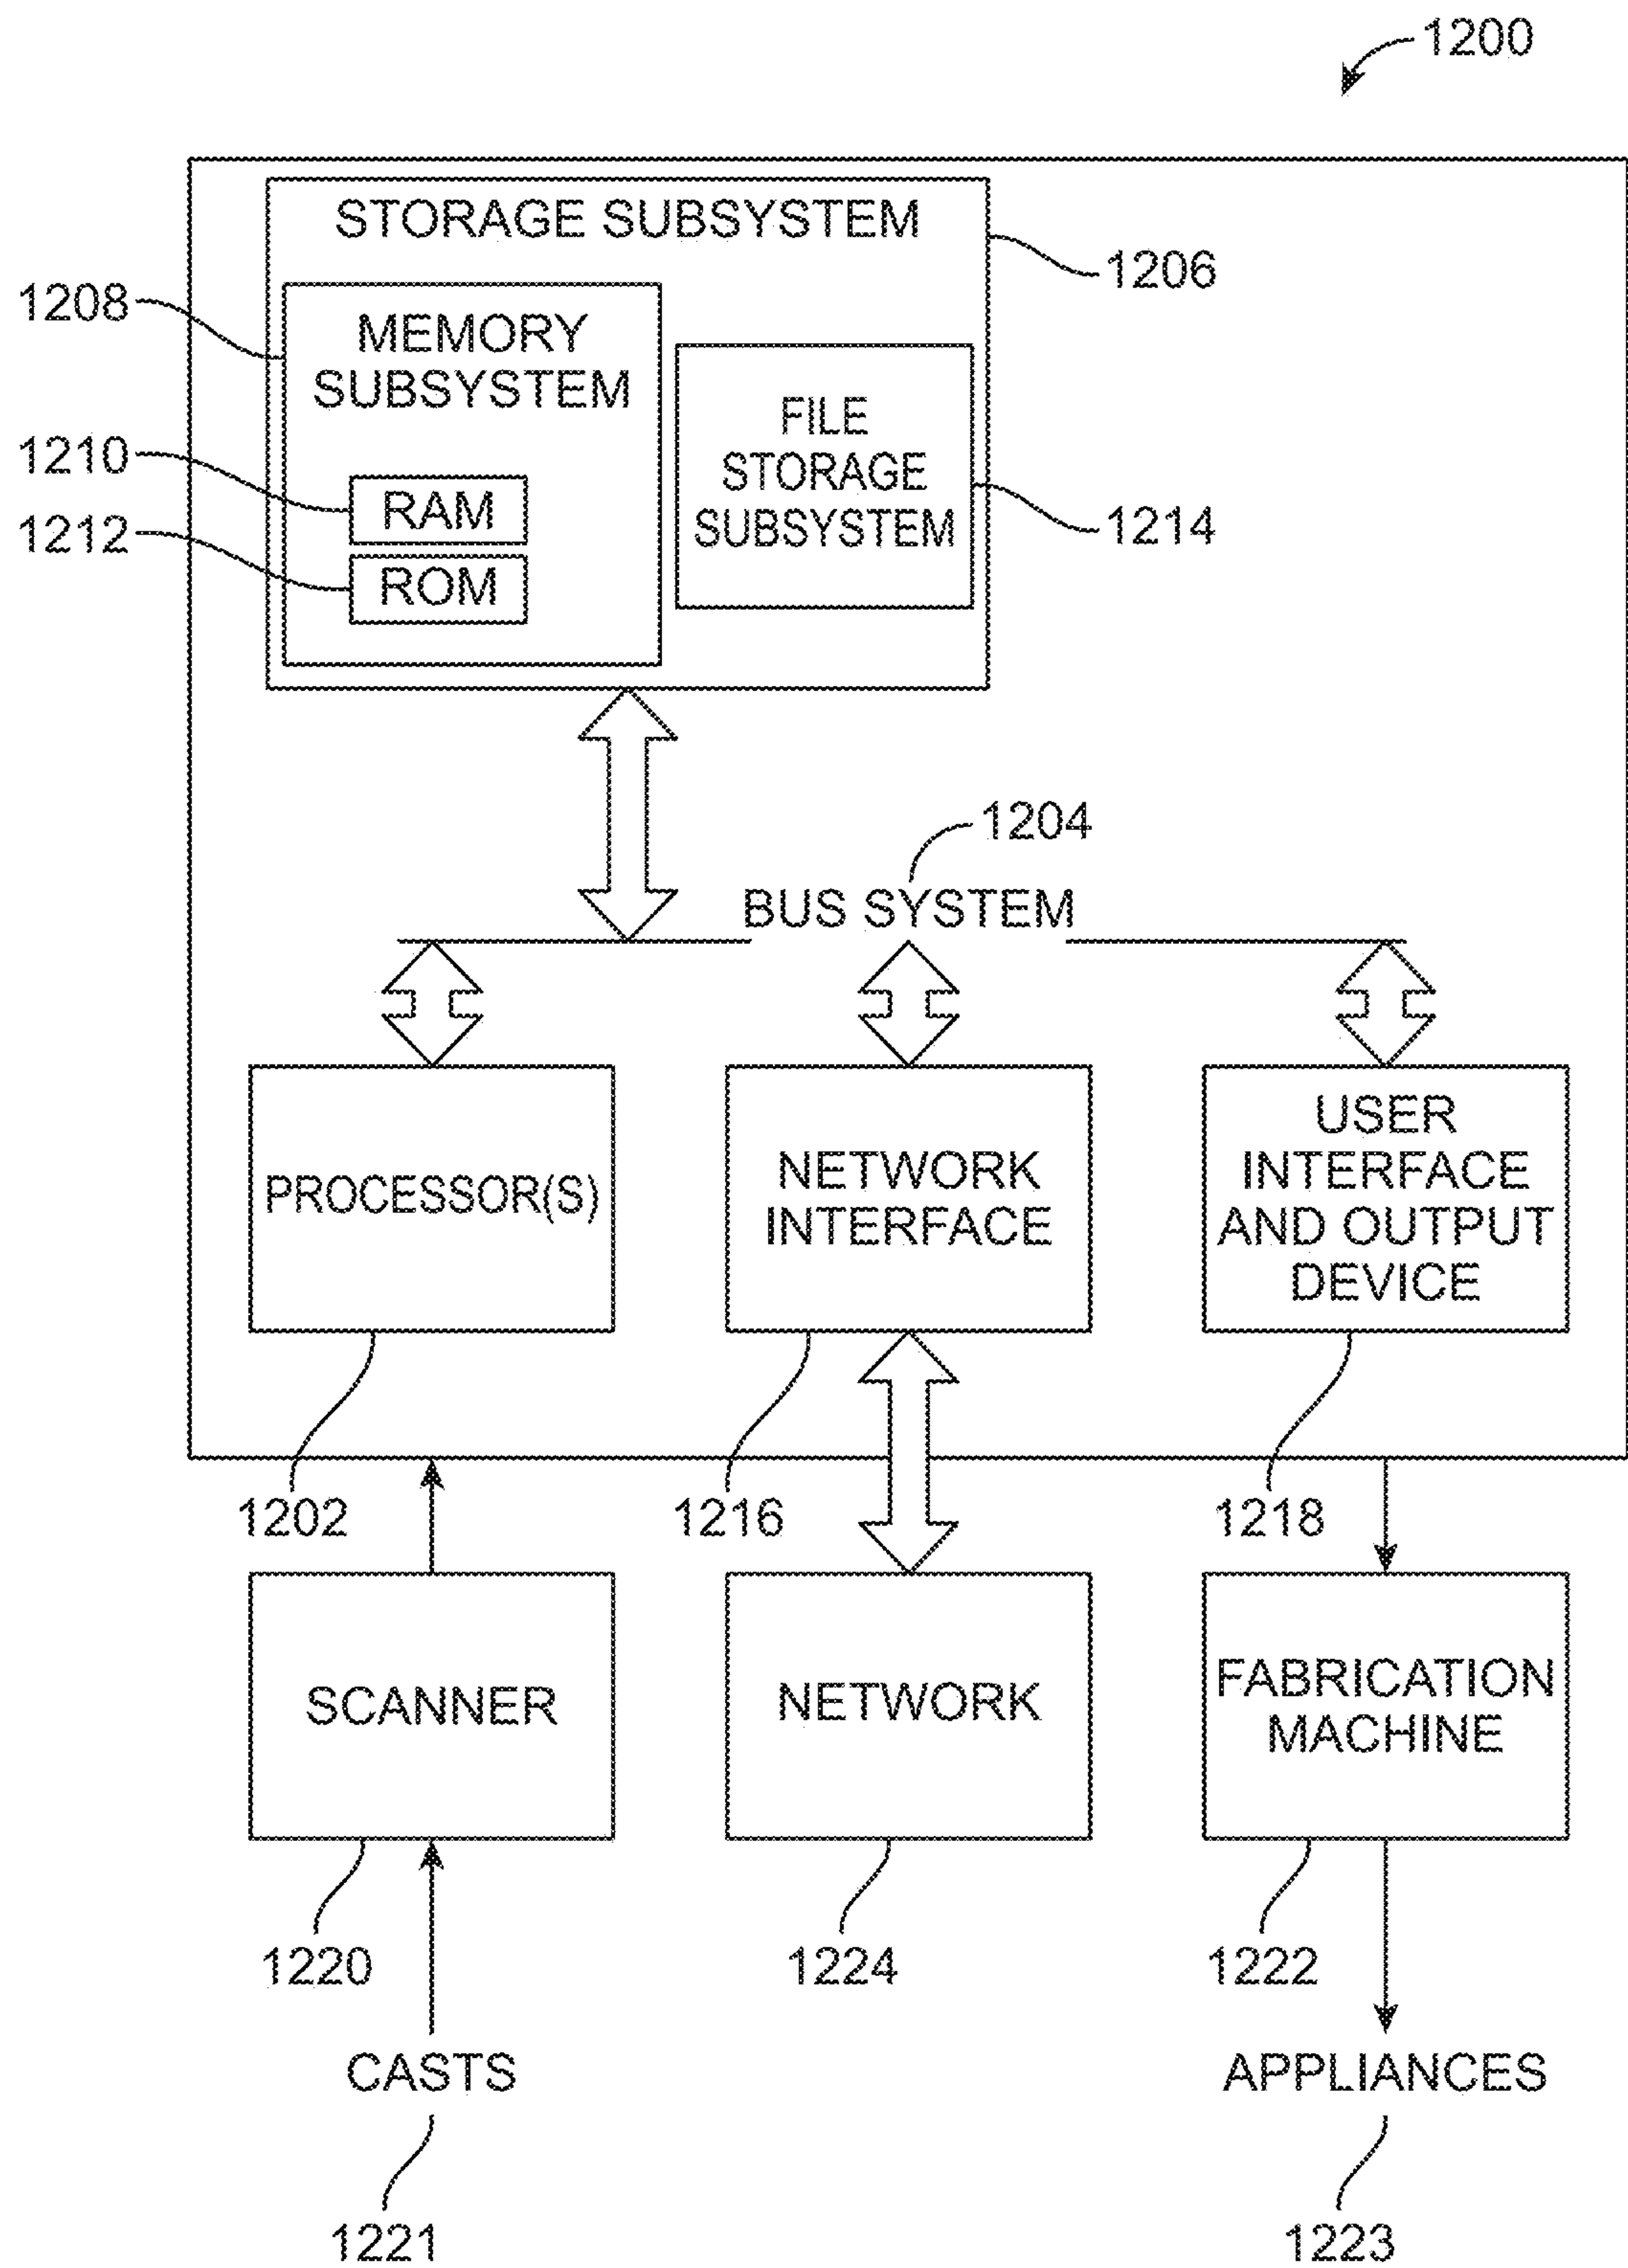 1200
STORAGE SUBSYSTEM
1206
1208
MEMORY
SUBSYSTEM
FILE
STORAGE
SUBSYSTEM
1210
RAM
1214
1212
ROM
1204
BUS SYSTEM
PROCESSOR(S)
NETWORK
INTERFACE
USER
INTERFACE
AND OUTPUT
DEVICE
1202
1216
1218
SCANNER
NETWORK
FABRICATION
MACHINE
1220
1224
1222
CASTS
APPLIANCES
1221
1223